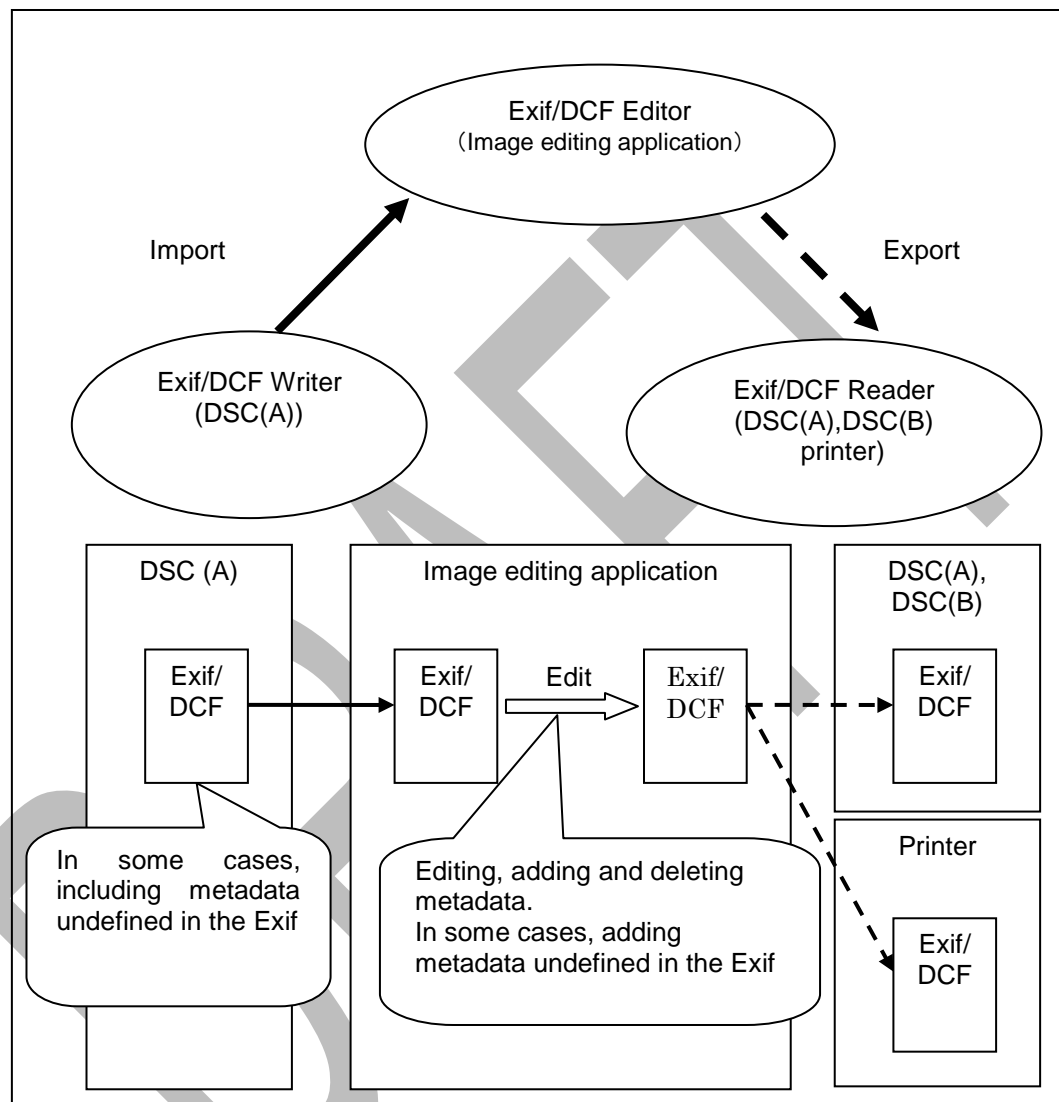 Exif/DCF Editor
（Image editing application）
Import
Export
Exif/DCF Writer
(DSC(A))
Exif/DCF Reader
(DSC(A),DSC(B)
printer)
DSC (A)
Image editing application
DSC(A),
DSC(B)
Exif/
DCF
Exif/
DCF
Edit
Exif/
DCF
Exif/
DCF
In some cases,
including metadata
undefined in the Exif
Editing, adding and deleting
metadata.
In some cases, adding
metadata undefined in the Exif
Printer
Exif/
DCF